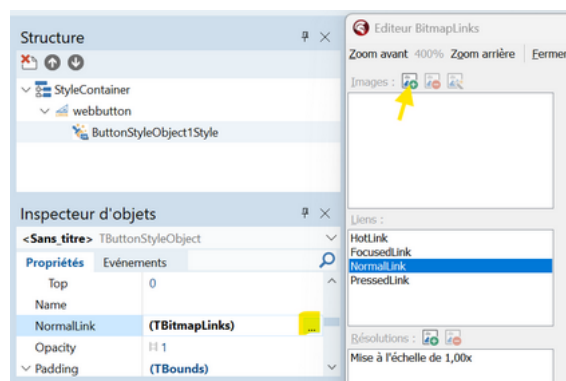 Structure
StyleContainer
webbutton
ButtonStyleObject1Style
Inspecteur d'objets
<Sans_titre> TButtonStyleObject
Propriétés Evénements
Top 0
Name
NormalLink (TBitmapLinks) ...
Opacity 1
Padding (TBounds)
Editeur BitmapLinks
Zoom avant 400% Zoom arrière Fermer
Images :
Liens :
HotLink
FocusedLink
NormalLink
PressedLink
Résolutions :
Mise à l'échelle de 1,00x